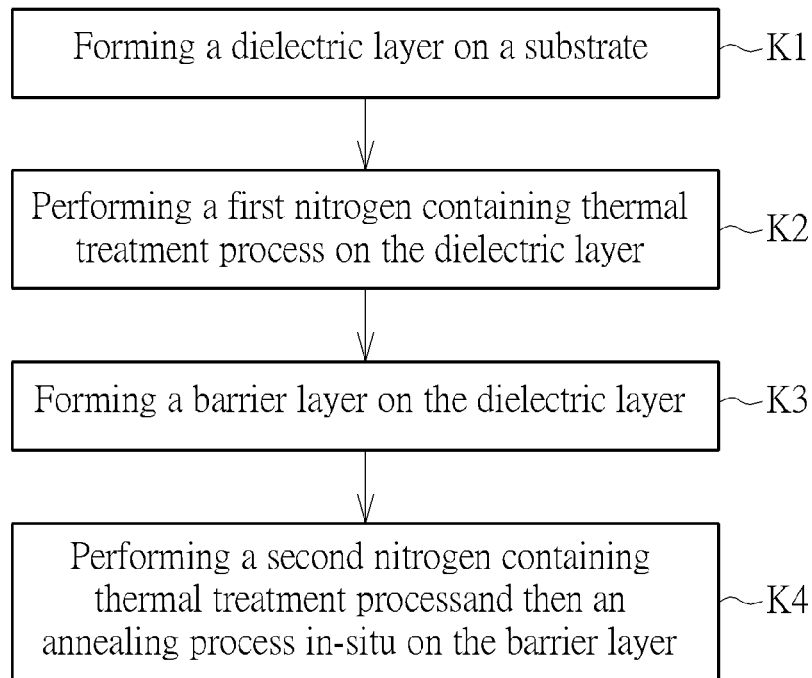 Forming a dielectric layer on a substrate
K1
Performing a first nitrogen containing thermal
treatment process on the dielectric layer
K2
Forming a barrier layer on the dielectric layer
K3
Performing a second nitrogen containing
thermal treatment processand then an
annealing process in-situ on the barrier layer
K4